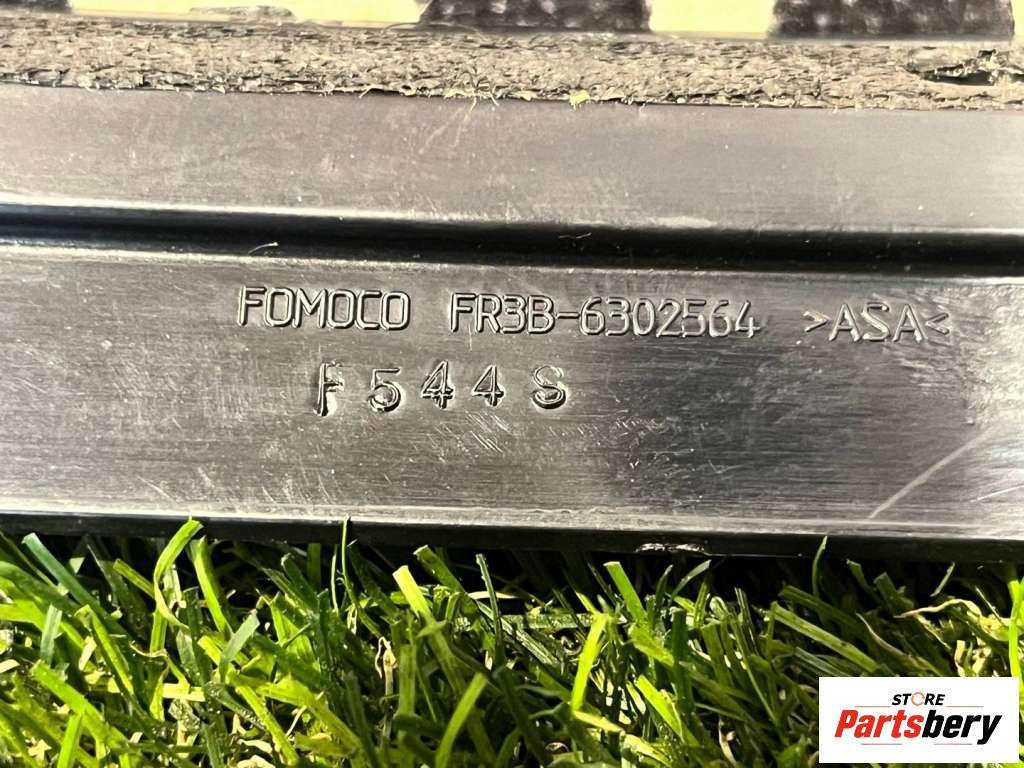 FOMOCO FR3B-6302564 >ASA<
F544S
STORE
Partsbery